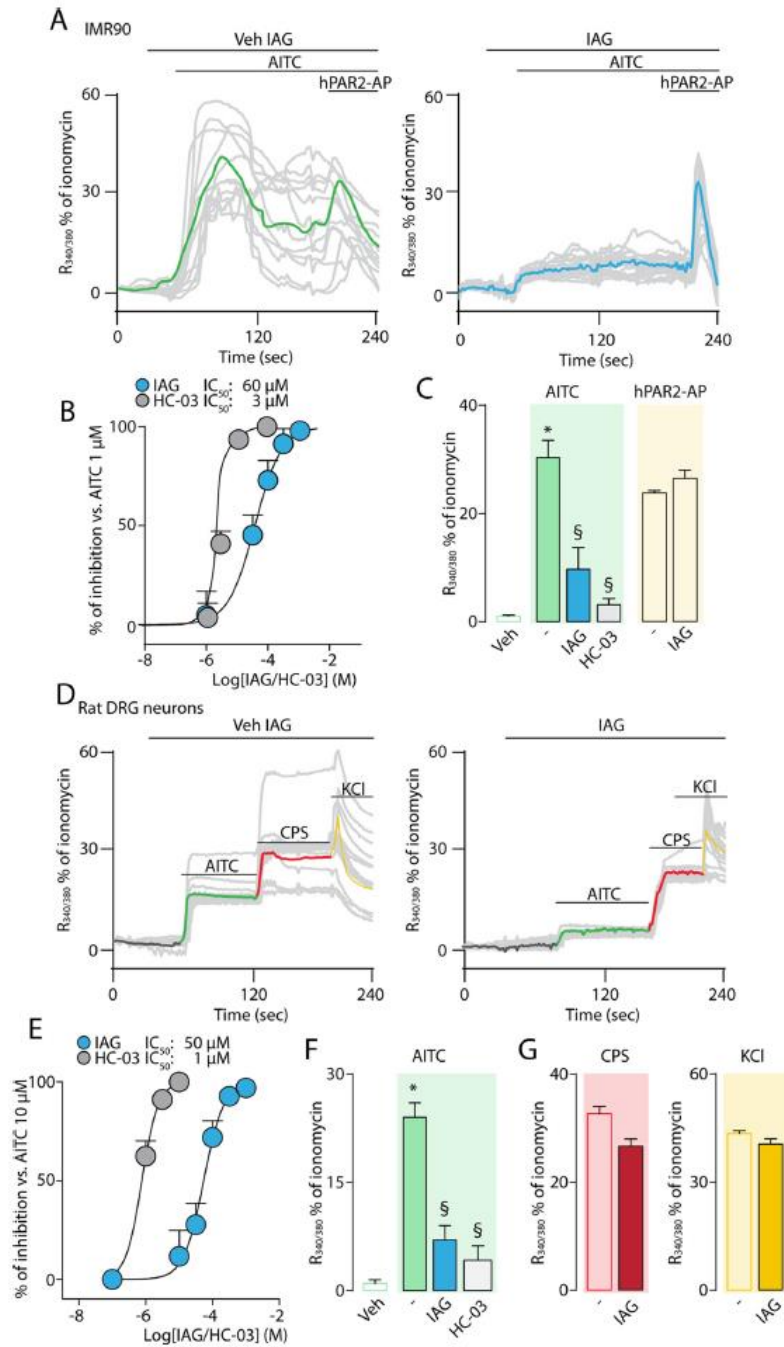 A
IMR90
Veh IAG
AITC
hPAR2-AP
R340/380 % of ionomycin
60
30
0
0
120
240
Time (sec)
IAG
AITC
hPAR2-AP
R340/380 % of ionomycin
60
30
0
0
120
240
Time (sec)
B
IAG IC50: 60 µM
HC-03 IC50: 3 µM
% of inhibition vs. AITC 1 µM
100
50
0
-8
-6
-4
-2
Log[IAG/HC-03] (M)
C
AITC
hPAR2-AP
R340/380 % of ionomycin
40
20
0
*
§
§
Veh
-
IAG
HC-03
-
IAG
D
Rat DRG neurons
Veh IAG
AITC
CPS
KCl
R340/380 % of ionomycin
60
30
0
0
120
240
Time (sec)
IAG
AITC
CPS
KCl
R340/380 % of ionomycin
60
30
0
0
120
240
Time (sec)
E
IAG IC50: 50 µM
HC-03 IC50: 1 µM
% of inhibition vs. AITC 10 µM
100
50
0
-8
-6
-4
-2
Log[IAG/HC-03] (M)
F
AITC
R340/380 % of ionomycin
30
15
0
*
§
§
Veh
-
IAG
HC-03
G
CPS
R340/380 % of ionomycin
40
20
0
-
IAG
KCl
R340/380 % of ionomycin
60
30
0
-
IAG